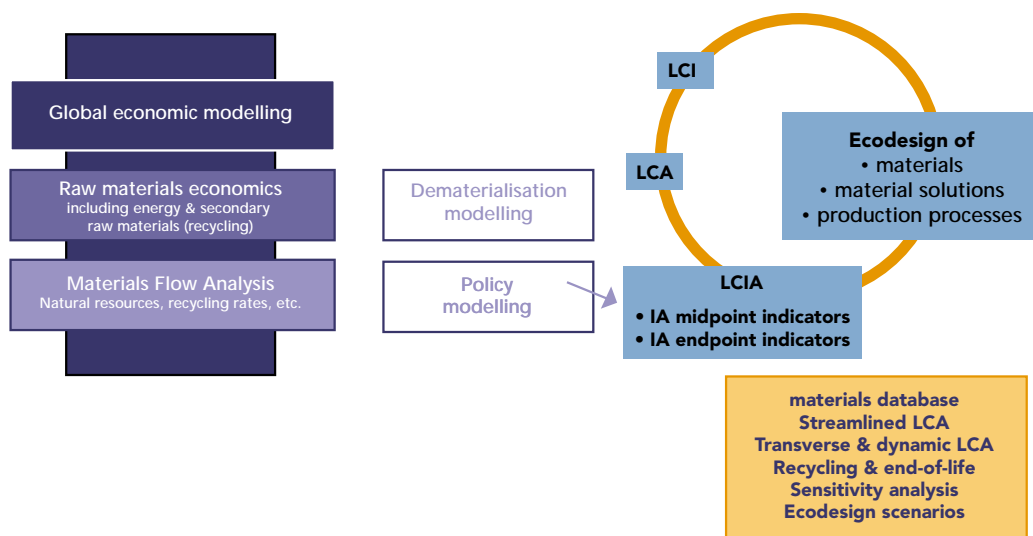 Global economic modelling
Raw materials economics
including energy & secondary
raw materials (recycling)
Materials Flow Analysis
Natural resources, recycling rates, etc.
Dematerialisation
modelling
Policy
modelling
LCI
LCA
Ecodesign of
• materials
• material solutions
• production processes
LCIA
• IA midpoint indicators
• IA endpoint indicators
materials database
Streamlined LCA
Transverse & dynamic LCA
Recycling & end-of-life
Sensitivity analysis
Ecodesign scenarios